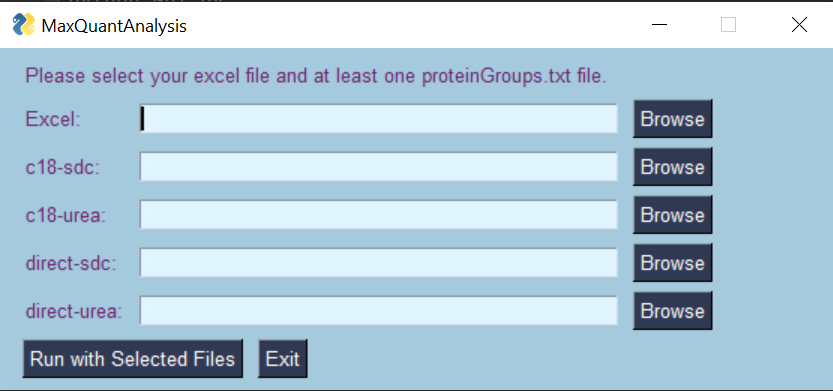 MaxQuantAnalysis
Please select your excel file and at least one proteinGroups.txt file.
Excel: Browse
c18-sdc: Browse
c18-urea: Browse
direct-sdc: Browse
direct-urea: Browse
Run with Selected Files Exit